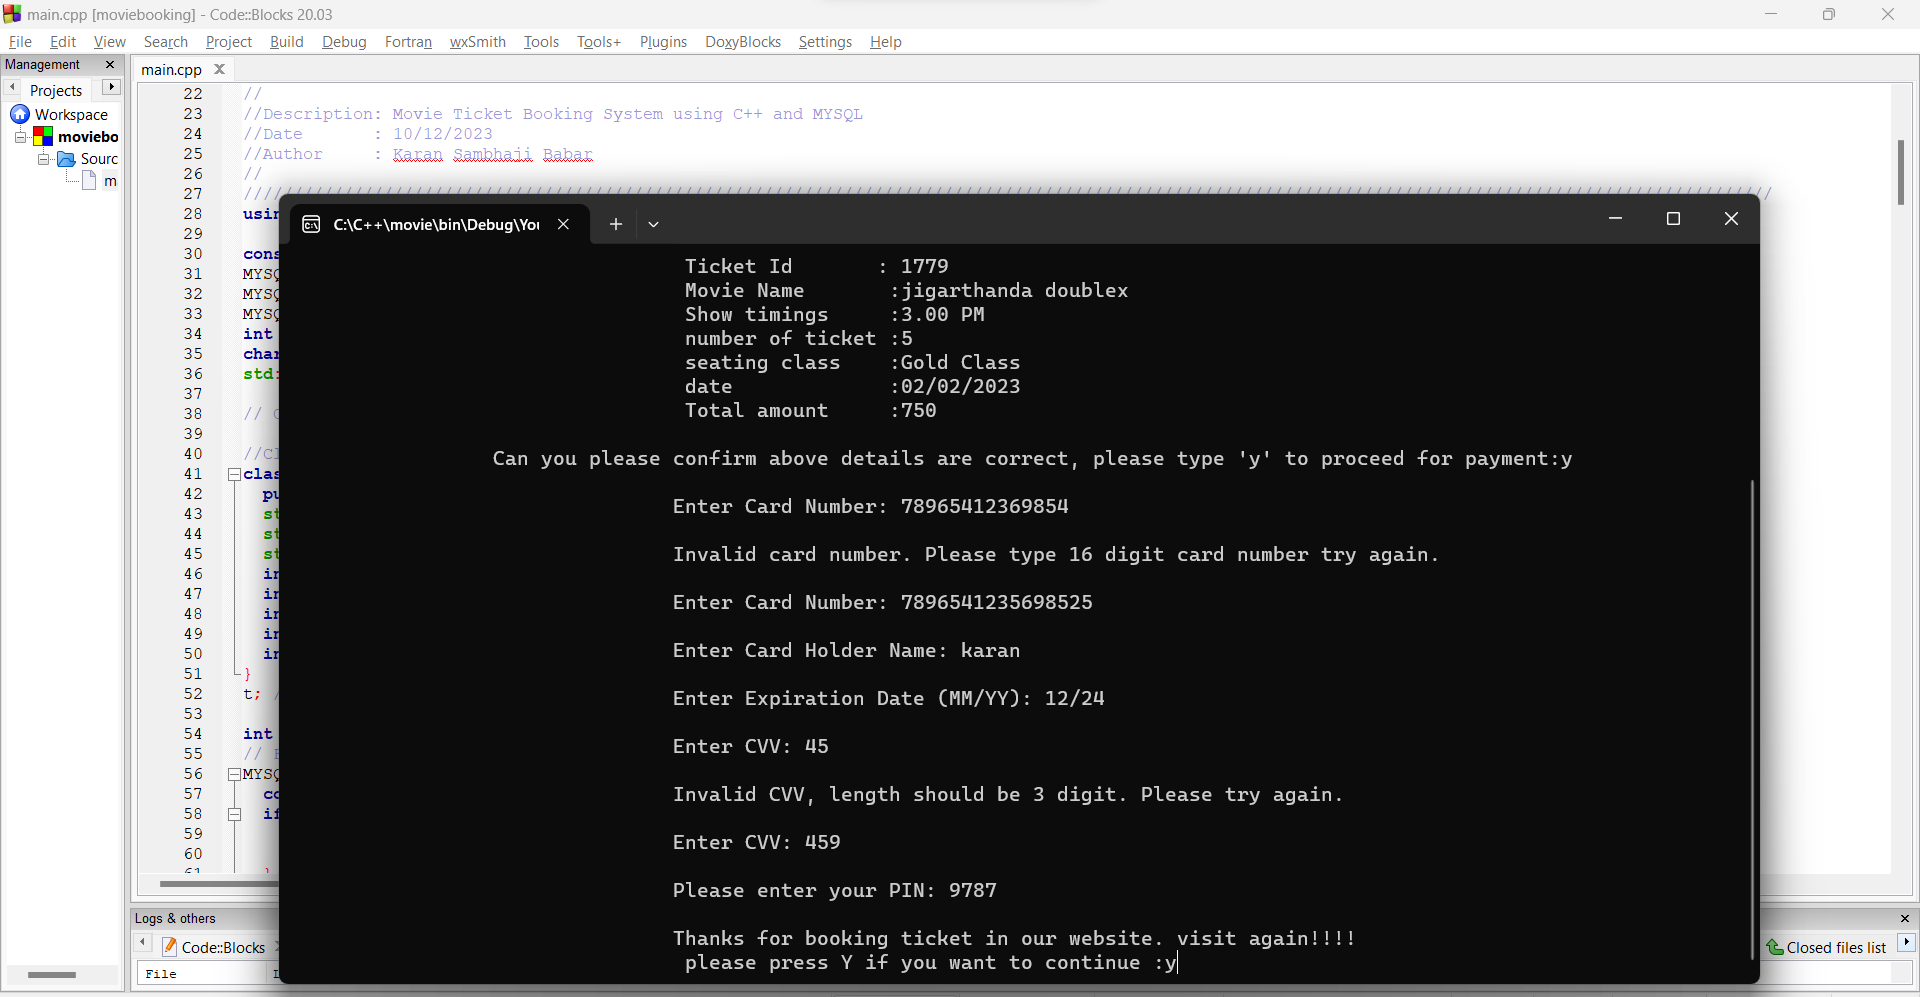 main.cpp [moviebooking] - Code::Blocks 20.03
File Edit View Search Project Build Debug Fortran wxSmith Tools Tools+ Plugins DoxyBlocks Settings Help
Management
main.cpp
Projects
Workspace
moviebo
Sourc
m
22 //
23 //Description: Movie Ticket Booking System using C++ and MYSQL
24 //Date : 10/12/2023
25 //Author : Karan Sambhaji Babar
26 //
27 ////////////////////////////////////////////////////////////////////////////////////////////////////////////////////////////////////////////////////////
28 usin
29
30 cons
31 MYSQ
32 MYSQ
33 MYSQ
34 int
35 char
36 std:
37
38 //
39
40 //Cl
41 clas
42 pu
43 st
44 st
45 st
46 in
47 in
48 in
49 in
50 in
51 }
52 t; /
53
54 int
55 //
56 MYSQ
57 co
58 if
59
60
61 }
C:\C++\movie\bin\Debug\You
Ticket Id : 1779
Movie Name :jigarthanda doublex
Show timings :3.00 PM
number of ticket :5
seating class :Gold Class
date :02/02/2023
Total amount :750
Can you please confirm above details are correct, please type 'y' to proceed for payment:y
Enter Card Number: 78965412369854
Invalid card number. Please type 16 digit card number try again.
Enter Card Number: 7896541235698525
Enter Card Holder Name: karan
Enter Expiration Date (MM/YY): 12/24
Enter CVV: 45
Invalid CVV, length should be 3 digit. Please try again.
Enter CVV: 459
Please enter your PIN: 9787
Thanks for booking ticket in our website. visit again!!!!
please press Y if you want to continue :y
Logs & others
Code::Blocks
Closed files list
File